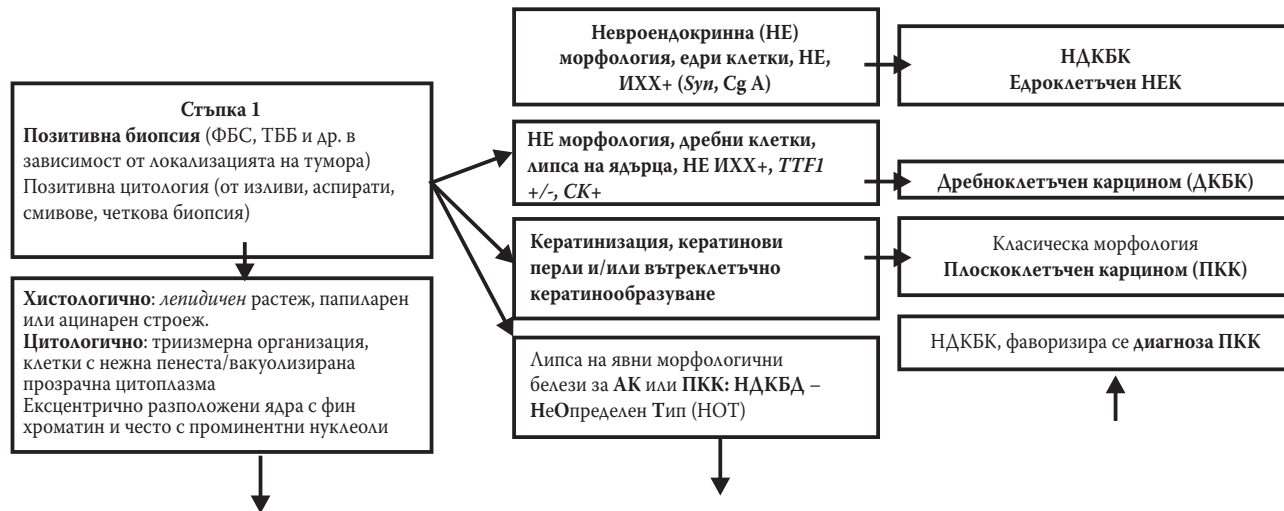 Стъпка 1
Позитивна биопсия (ФБС, ТББ и др. в
зависимост от локализацията на тумора)
Позитивна цитология (от изливи, аспирати,
смивове, четкова биопсия)
Хистологично: лепидичен растеж, папиларен
или ацинарен строеж.
Цитологично: триизмерна организация,
клетки с нежна пенеста/вакуолизирана
прозрачна цитоплазма
Ексцентрично разположени ядра с фин
хроматин и често с проминентни нуклеоли
Невроендокринна (НЕ)
морфология, едри клетки, НЕ,
ИХХ+ (Syn, Cg A)
НДКБК
Едроклетъчен НЕК
НЕ морфология, дребни клетки,
липса на ядърца, НЕ ИХХ+, TTF1
+/-, CK+
Дребноклетъчен карцином (ДКБК)
Кератинизация, кератинови
перли и/или вътреклетъчно
кератинообразуване
Класическа морфология
Плоскоклетъчен карцином (ПКК)
Липса на явни морфологични
белези за АК или ПКК: НДКБД –
НеОпределен Тип (НОТ)
НДКБК, фаворизира се диагноза ПКК